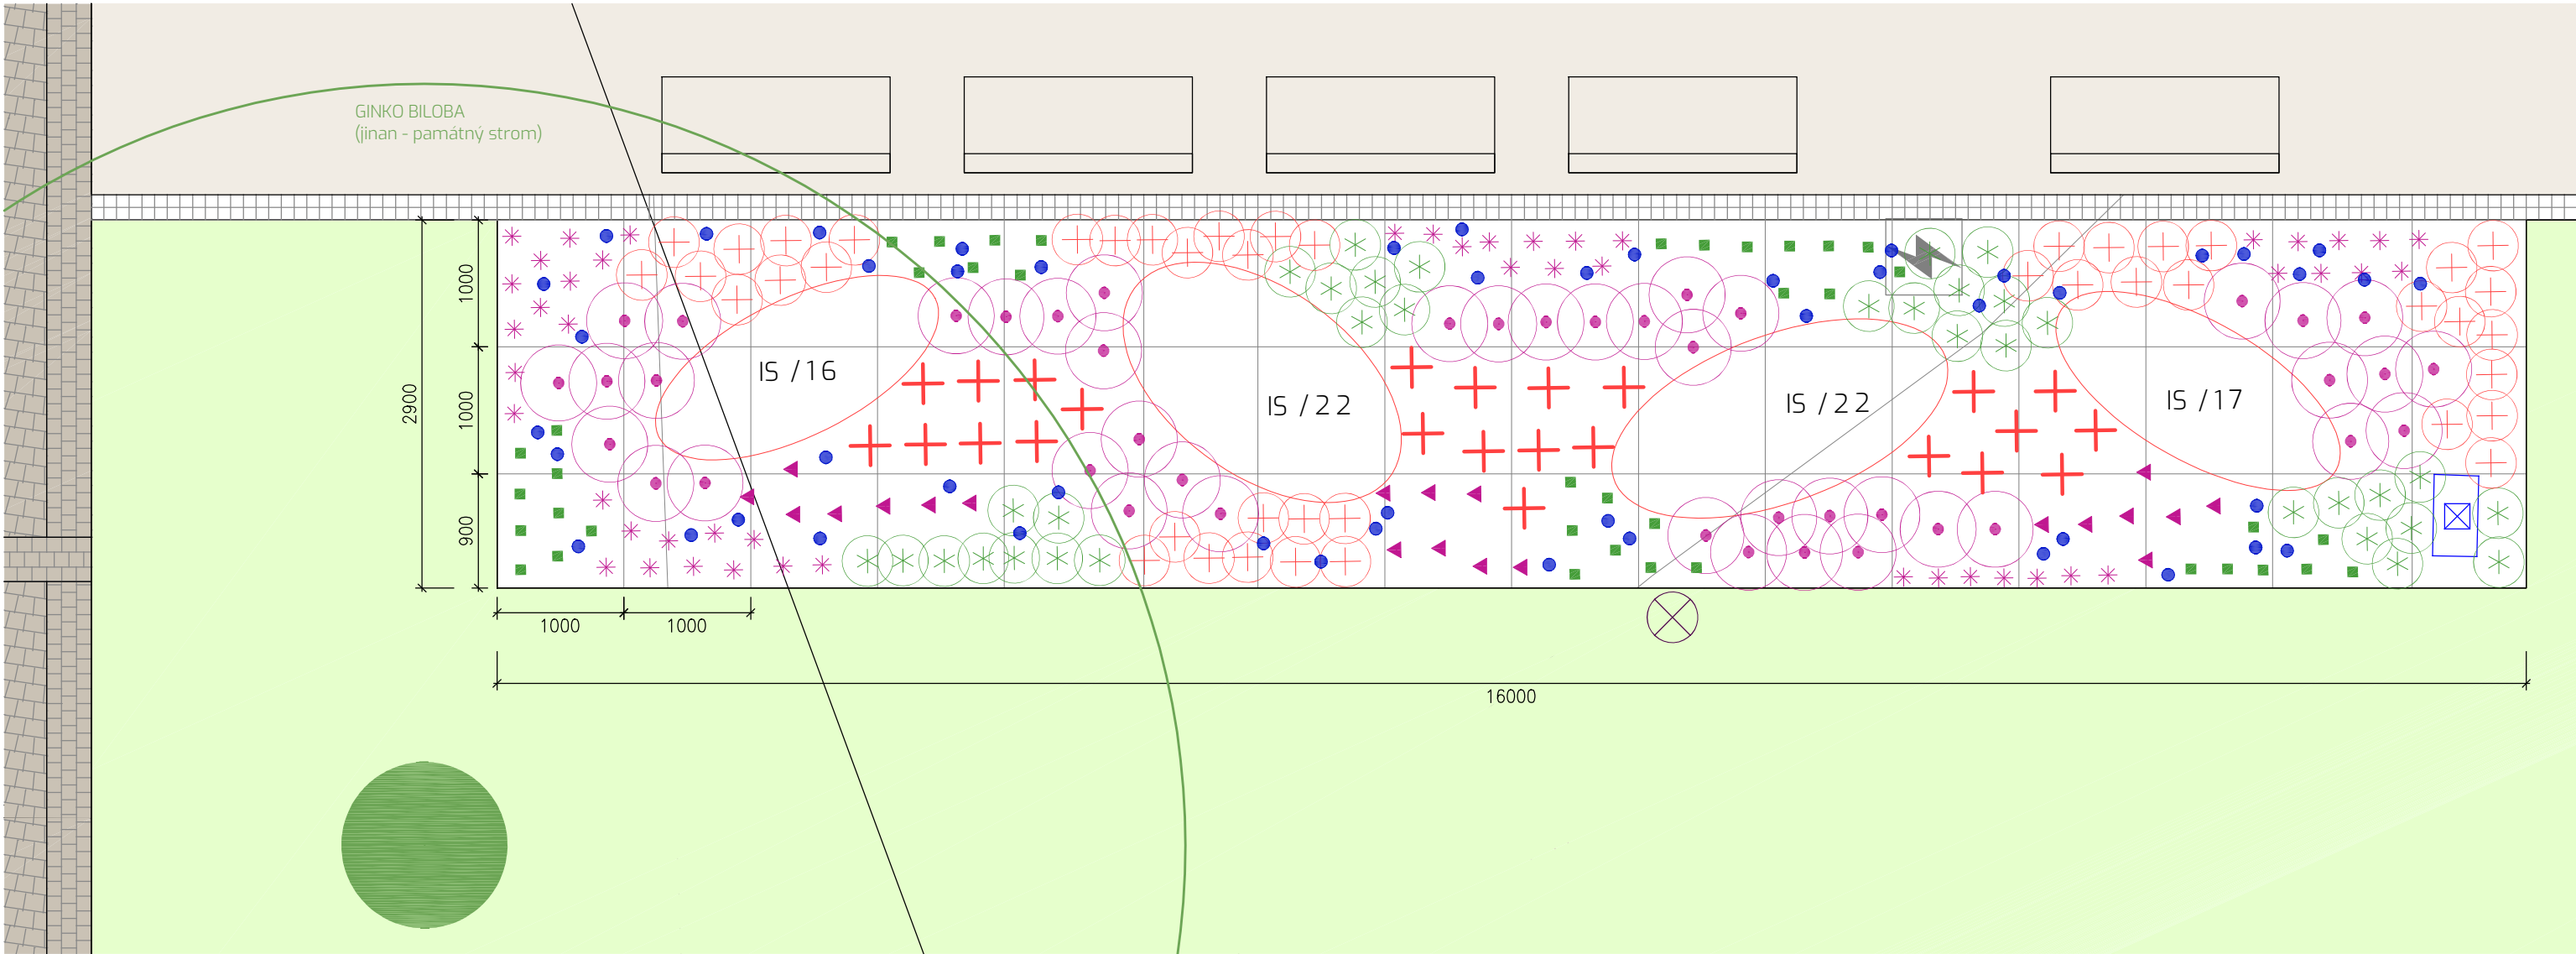 GINKO BILOBA
(jinan - památný strom)
IS /16
IS /22
IS /22
IS /17
1000
1000
900
2900
1000
1000
16000